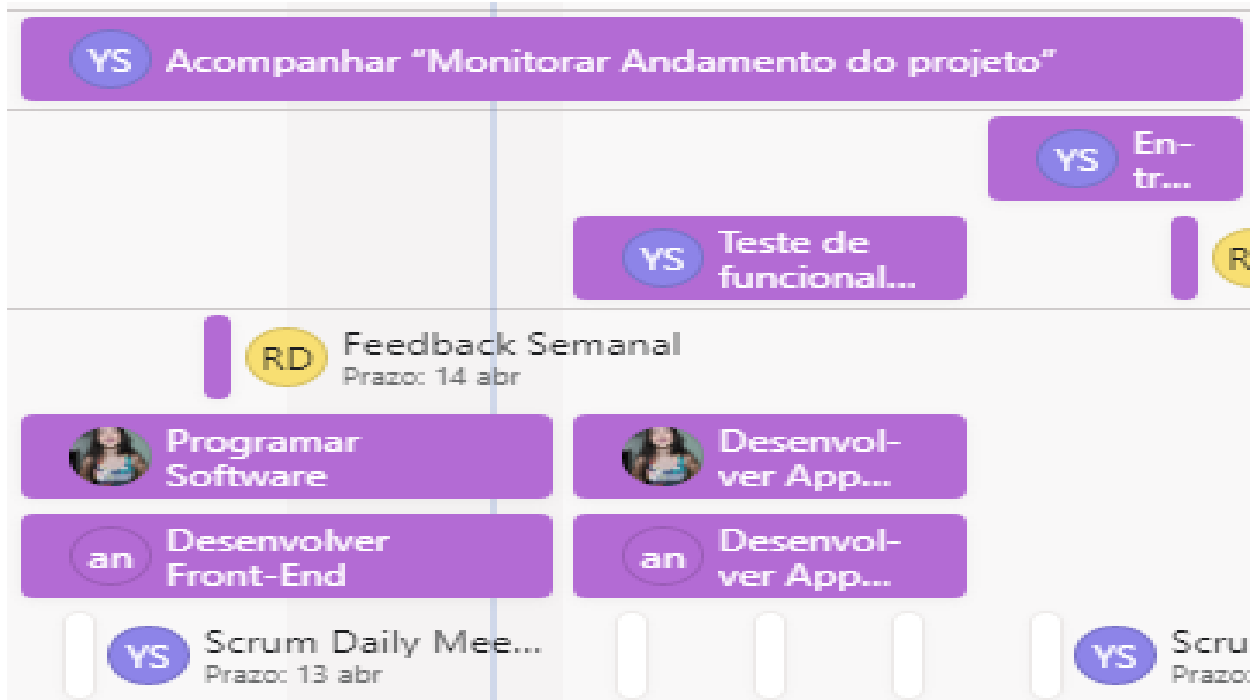 YS Acompanhar “Monitorar Andamento do projeto”
YS En-
tr...
YS Teste de
funcional...
RD Feedback Semanal
Prazo: 14 abr
Programar
Software
Desenvol-
ver App....
an Desenvolver
Front-End
an Desenvol-
ver App....
YS Scrum Daily Mee...
Prazo: 13 abr
YS Scru
Prazo: